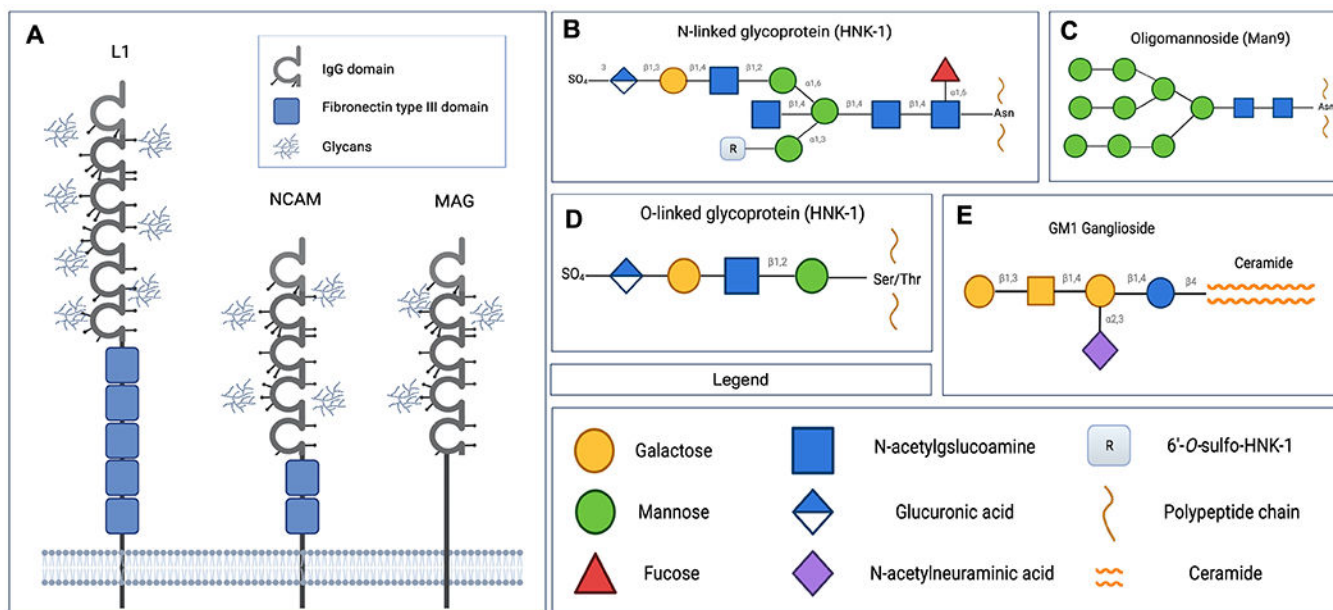 A
L1
IgG domain
Fibronectin type III domain
Glycans
NCAM
MAG
B
N-linked glycoprotein (HNK-1)
SO₄ 3 β1,3 β1,4 β1,2
α1,6
β1,4 β1,4 β1,4 α1,6 Asn
R α1,3
C
Oligomannoside (Man9)
Asn
D
O-linked glycoprotein (HNK-1)
SO₄ β1,2 Ser/Thr
E
GM1 Ganglioside
Ceramide
β1,3 β1,4 β1,4 β4
α2,3
Legend
Galactose
N-acetylgslucoamine
R 6'-O-sulfo-HNK-1
Mannose
Glucuronic acid
Polypeptide chain
Fucose
N-acetylneuraminic acid
Ceramide